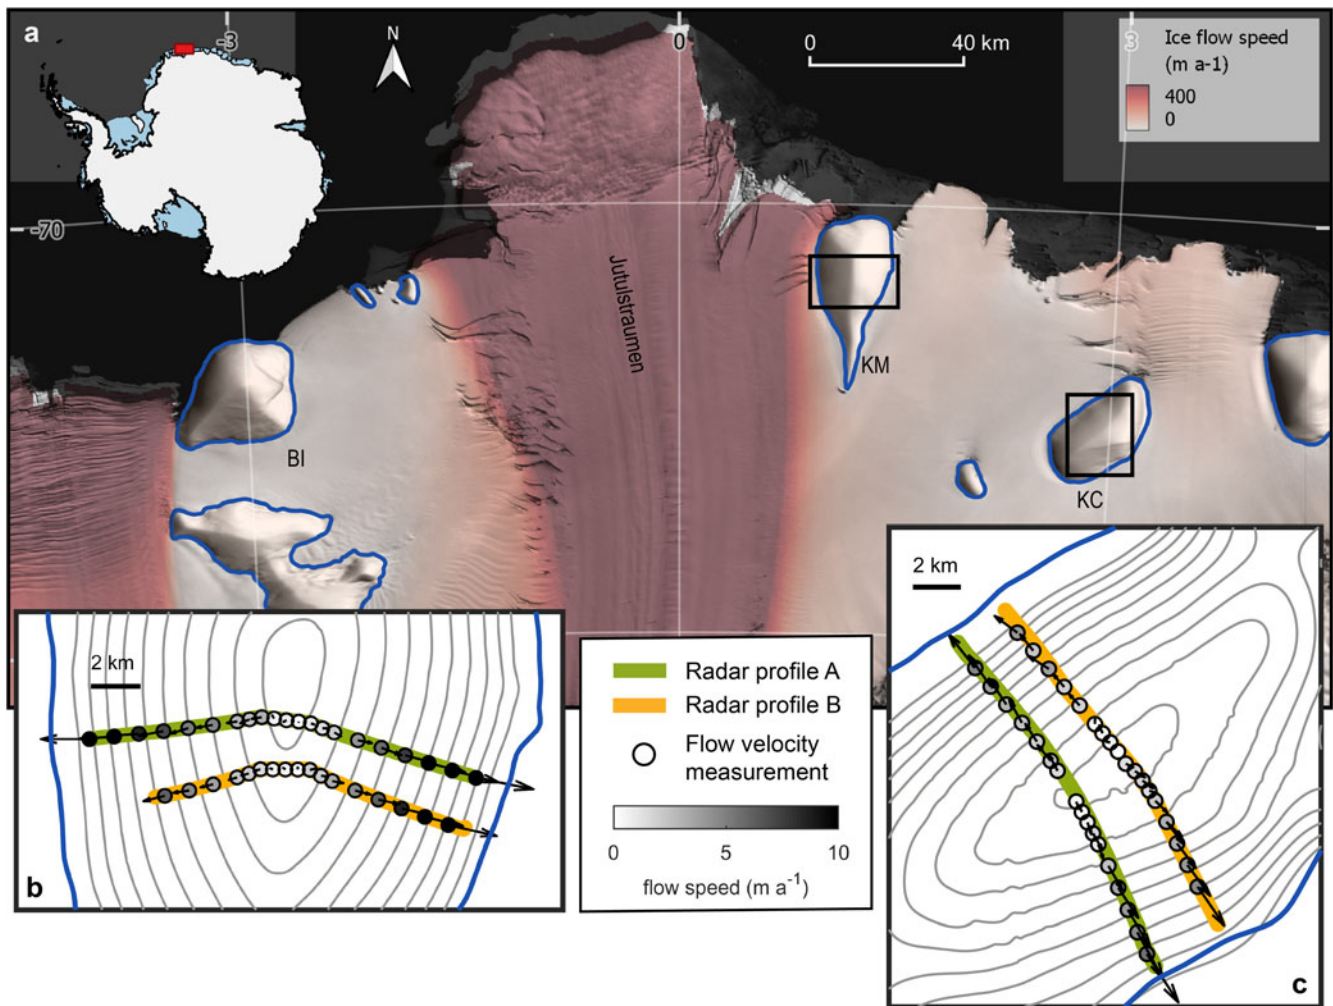 a
-3
N
0
0
40 km
3
Ice flow speed
(m a-1)
400
0
-70
Jutulstraumen
KM
BI
KC
2 km
b
Radar profile A
Radar profile B
Flow velocity
measurement
0
5
10
flow speed (m a⁻¹)
2 km
c